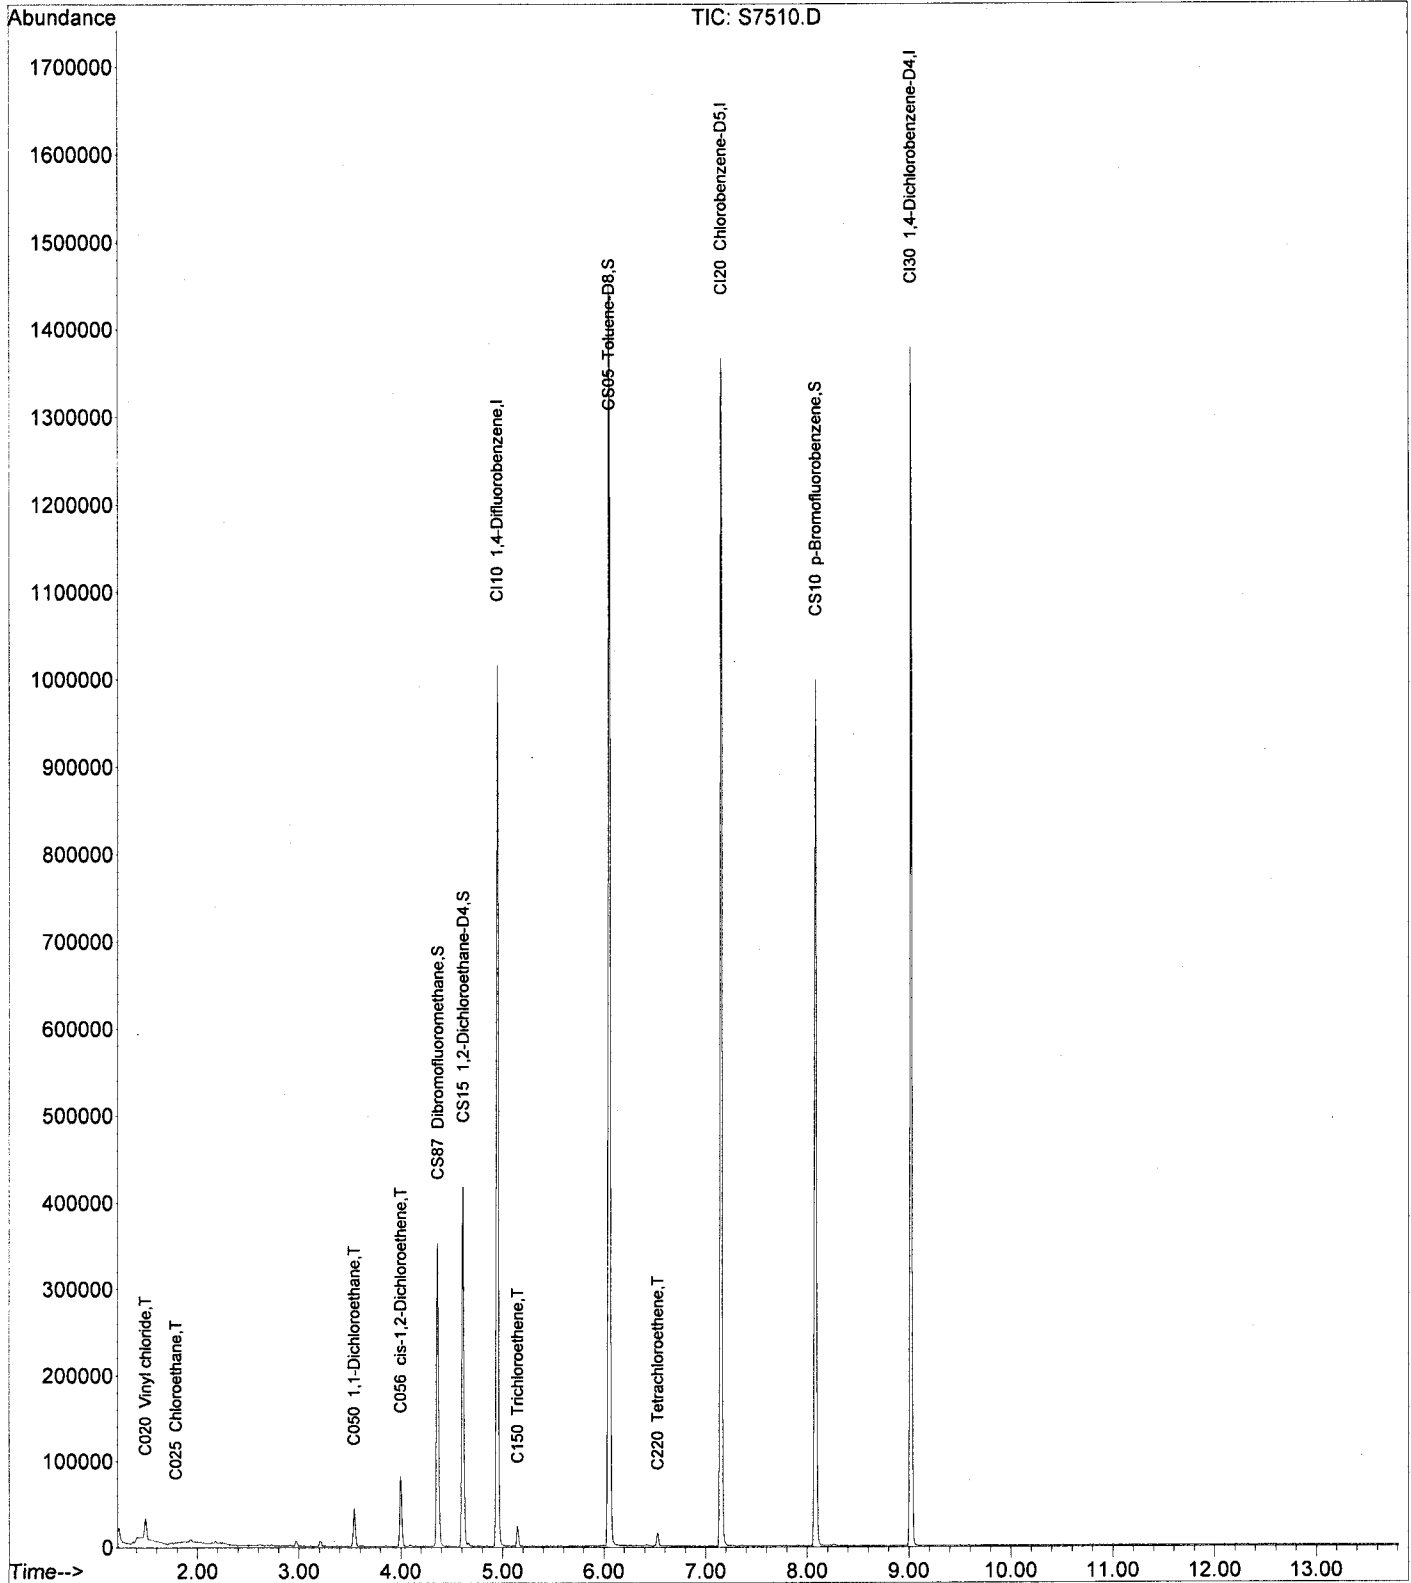 Abundance
TIC: S7510.D
1700000
1600000
1500000
1400000
1300000
1200000
1100000
1000000
900000
800000
700000
600000
500000
400000
300000
200000
100000
0
C020 Vinyl chloride,T
C025 Chloroethane,T
C050 1,1-Dichloroethane,T
C056 cis-1,2-Dichloroethene,T
CS87 Dibromofluoromethane,S
CS15 1,2-Dichloroethane-D4,S
CI10 1,4-Difluorobenzene,I
C150 Trichloroethene,T
CS05 Toluene-D8,S
C220 Tetrachloroethene,T
CI20 Chlorobenzene-D5,I
CS10 p-Bromofluorobenzene,S
CI30 1,4-Dichlorobenzene-D4,I
Time--> 2.00 3.00 4.00 5.00 6.00 7.00 8.00 9.00 10.00 11.00 12.00 13.00